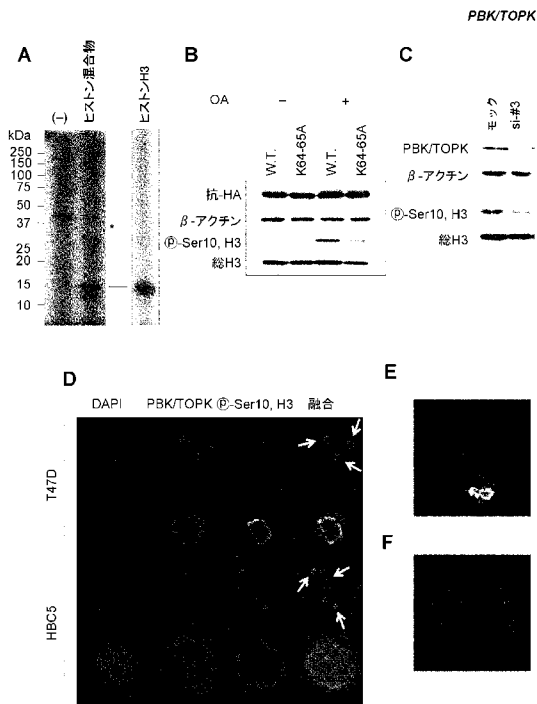 PBK/TOPK
A
(–)
ヒストン混合物
ヒストンH3
kDa
250
150
100
75
50
37
25
20
15
10
*
B
OA – +
W.T.
K64-65A
W.T.
K64-65A
抗-HA
β-アクチン
Ⓟ-Ser10, H3
総H3
C
モック
si-#3
PBK/TOPK
β-アクチン
Ⓟ-Ser10, H3
総H3
D
DAPI PBK/TOPK Ⓟ-Ser10, H3 融合
T47D
HBC5
E
F